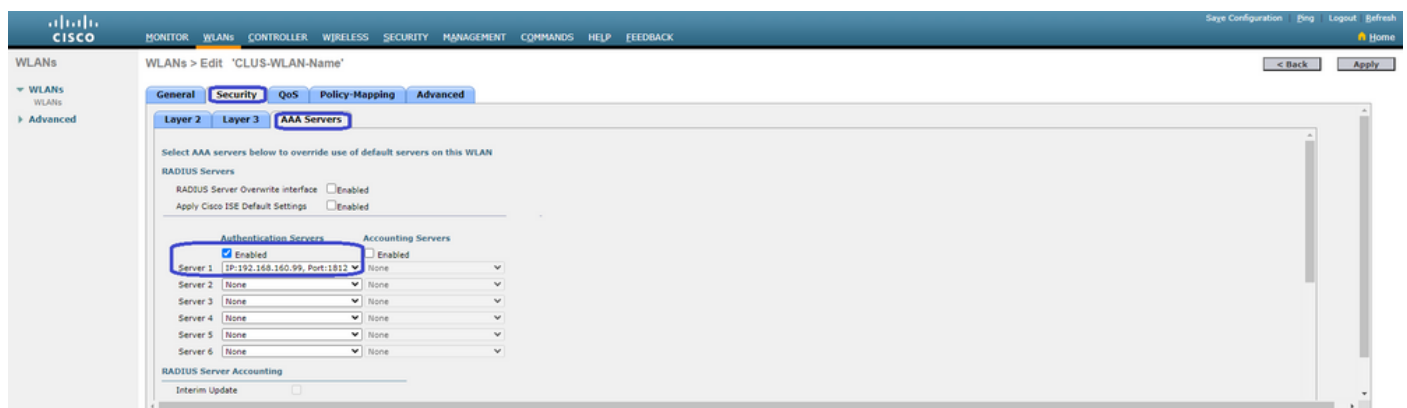 Save Configuration Ping Logout Refresh
CISCO MONITOR WLANs CONTROLLER WIRELESS SECURITY MANAGEMENT COMMANDS HELP FEEDBACK Home
WLANs WLANs > Edit 'CLUS-WLAN-Name' < Back Apply
WLANs
WLANs
Advanced
General Security QoS Policy-Mapping Advanced
Layer 2 Layer 3 AAA Servers
Select AAA servers below to override use of default servers on this WLAN
RADIUS Servers
RADIUS Server Overwrite interface Enabled
Apply Cisco ISE Default Settings Enabled
Authentication Servers Accounting Servers
Enabled Enabled
Server 1 IP:192.168.160.99, Port:1812 None
Server 2 None None
Server 3 None None
Server 4 None None
Server 5 None None
Server 6 None None
RADIUS Server Accounting
Interim Update